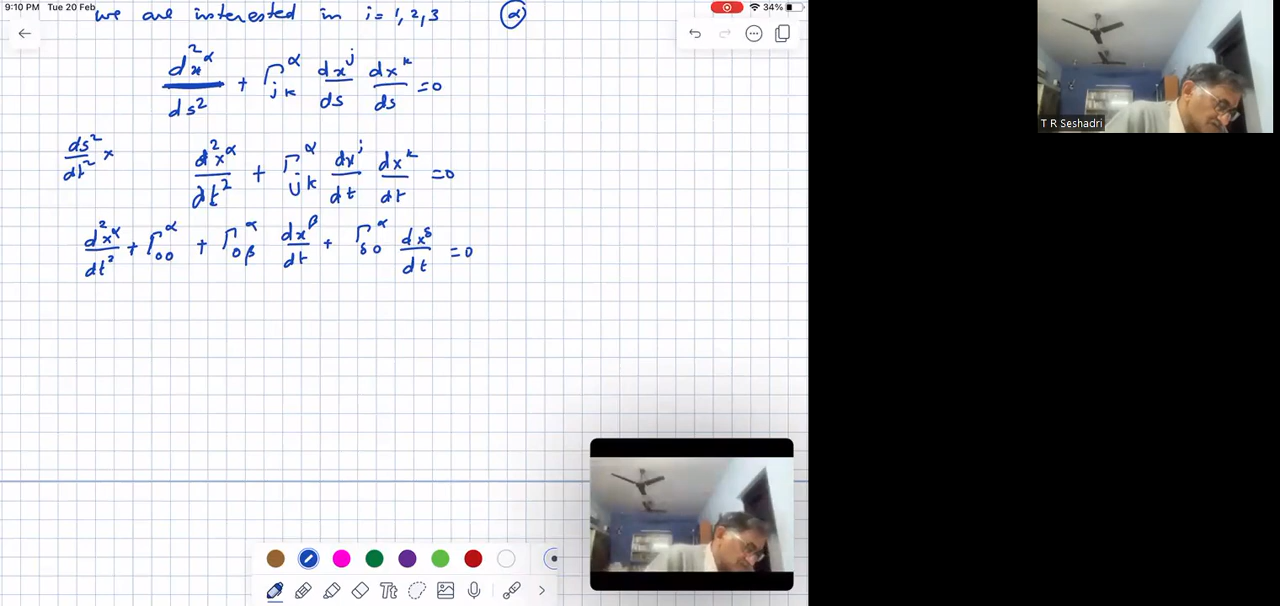 9:10 PM Tue 20 Feb 34%
we are interested in i = 1, 2, 3 α
d²x^α/ds² + Γ^α_jk dx^j/ds dx^k/ds = 0
ds²/dt² × d²x^α/dt² + Γ^α_jk dx^j/dt dx^k/dt = 0
d²x^α/dt² + Γ^α_00 + Γ^α_0β dx^β/dt + Γ^α_δ0 dx^δ/dt = 0
T R Seshadri
Tt